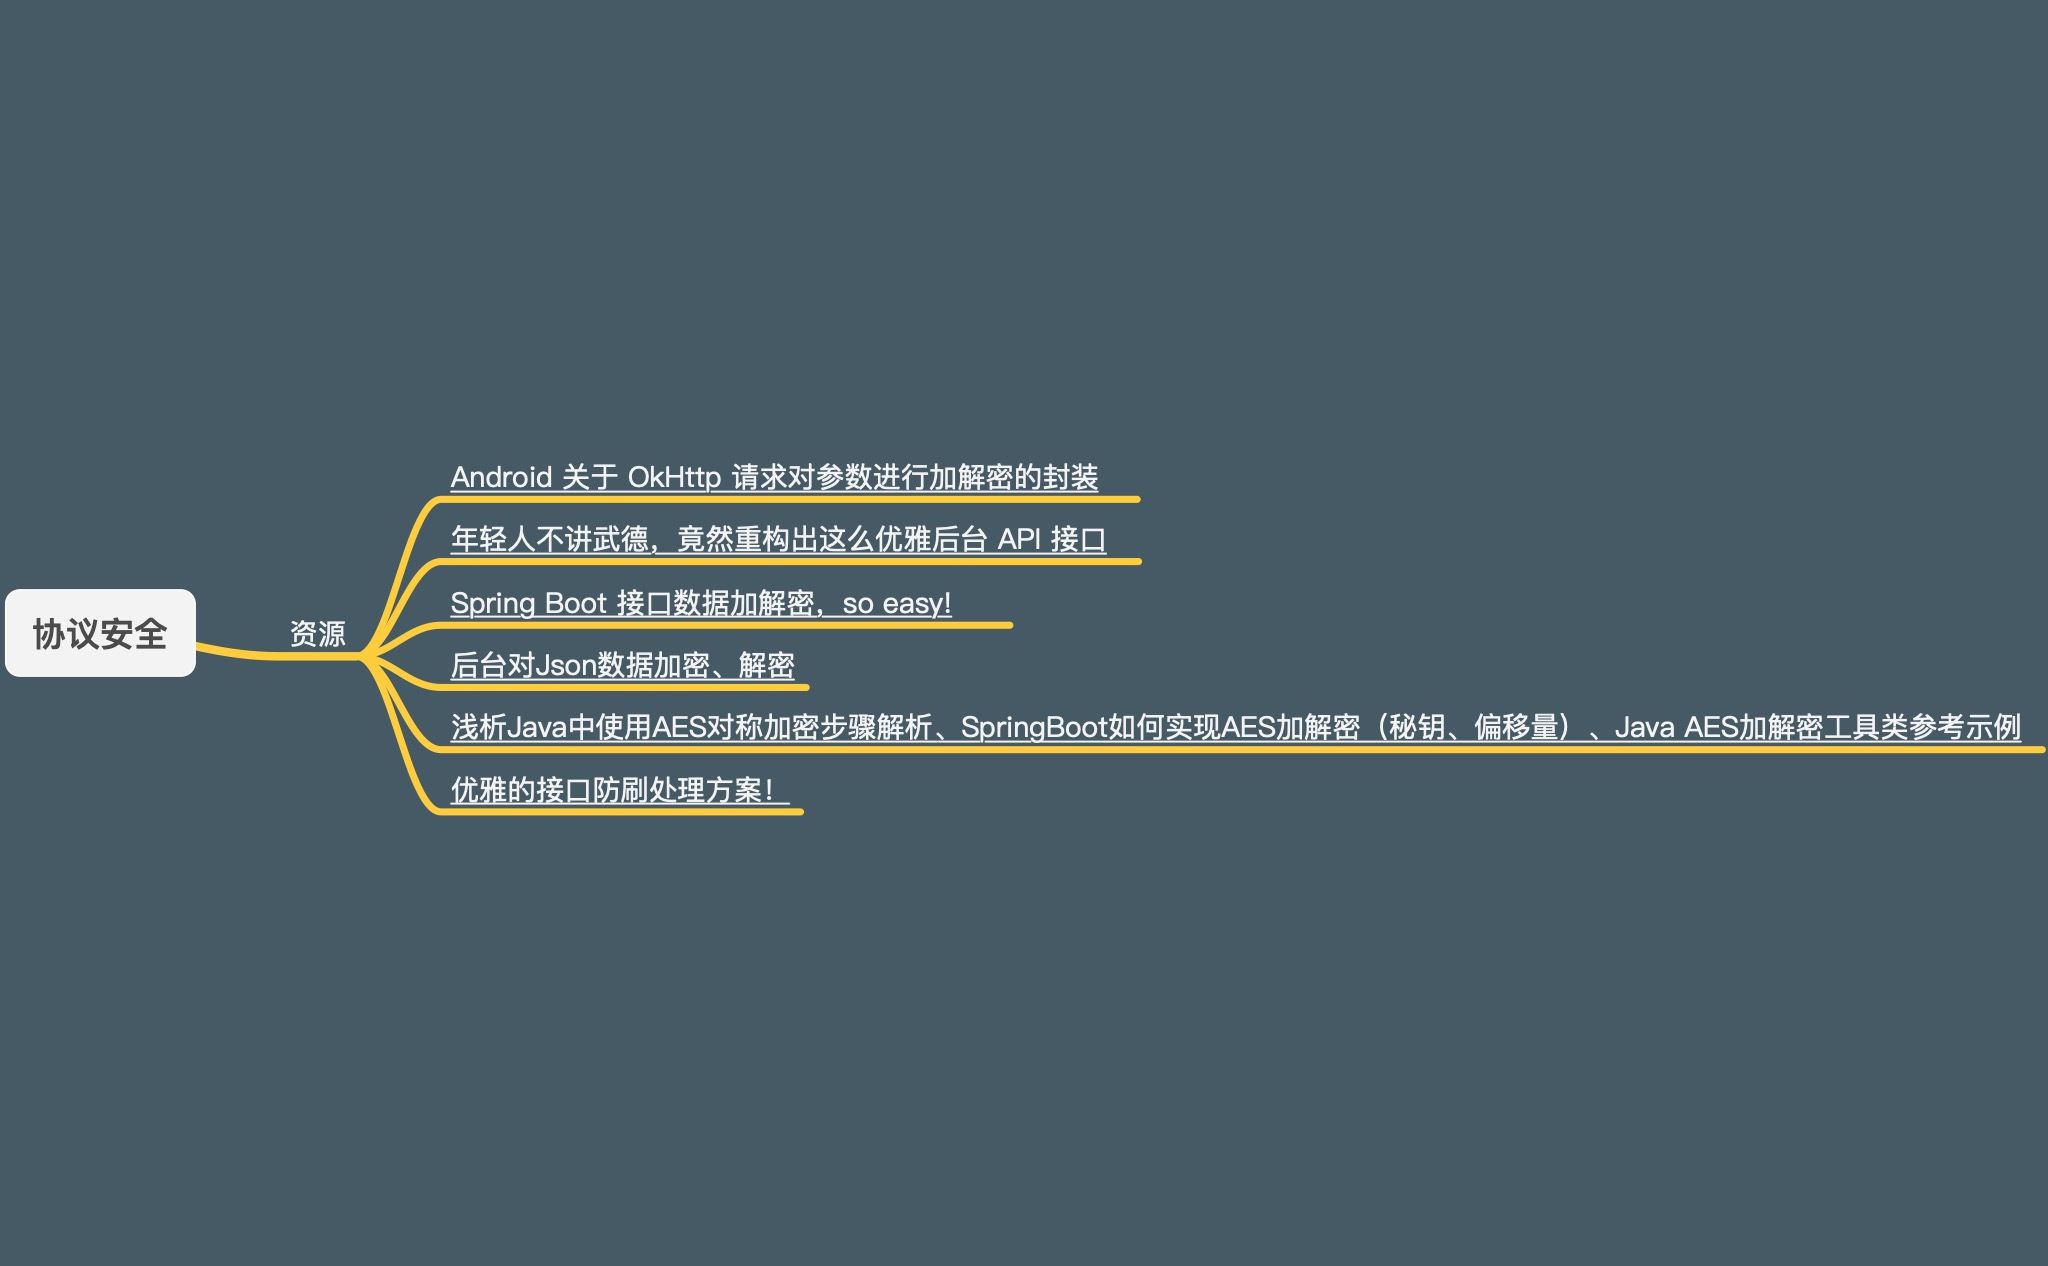 协议安全
资源
Android 关于 OkHttp 请求对参数进行加解密的封装
年轻人不讲武德，竟然重构出这么优雅后台 API 接口
Spring Boot 接口数据加解密，so easy!
后台对Json数据加密、解密
浅析Java中使用AES对称加密步骤解析、SpringBoot如何实现AES加解密（秘钥、偏移量）、Java AES加解密工具类参考示例
优雅的接口防刷处理方案！